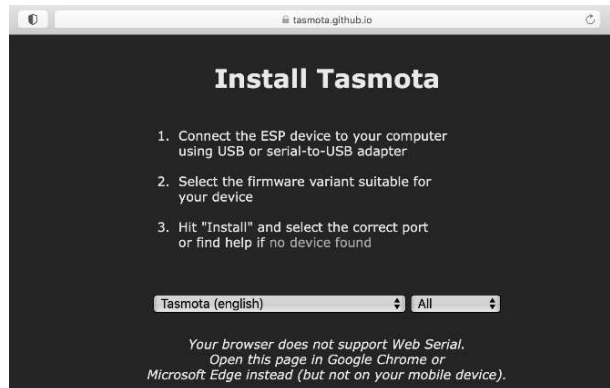 tasmota.github.io
Install Tasmota
1. Connect the ESP device to your computer
using USB or serial-to-USB adapter
2. Select the firmware variant suitable for
your device
3. Hit "Install" and select the correct port
or find help if no device found
Tasmota (english) All
Your browser does not support Web Serial.
Open this page in Google Chrome or
Microsoft Edge instead (but not on your mobile device).